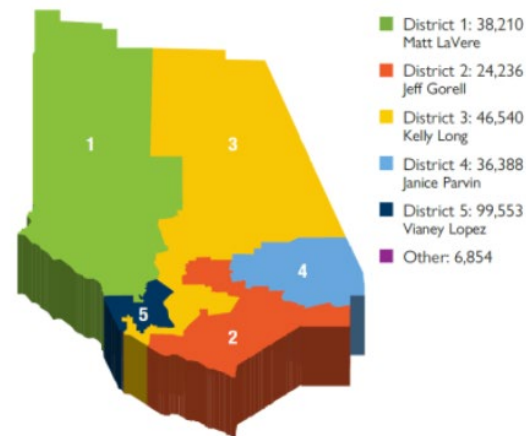 District 1: 38,210
Matt LaVere
District 2: 24,236
Jeff Gorell
District 3: 46,540
Kelly Long
District 4: 36,388
Janice Parvin
District 5: 99,553
Vianey Lopez
Other: 6,854
1
3
4
5
2